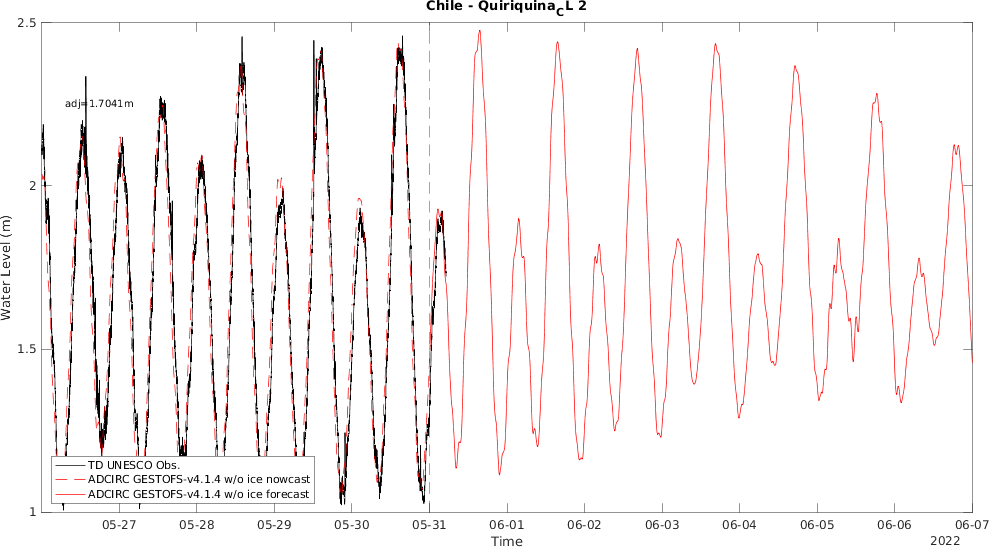 Chile - Quiriquina_CL 2
2.5
adj=1.7041m
2
Water Level (m)
1.5
TD UNESCO Obs.
ADCIRC GESTOFS-v4.1.4 w/o ice nowcast
ADCIRC GESTOFS-v4.1.4 w/o ice forecast
1
05-27 05-28 05-29 05-30 05-31 06-01 06-02 06-03 06-04 06-05 06-06 06-07
Time
2022